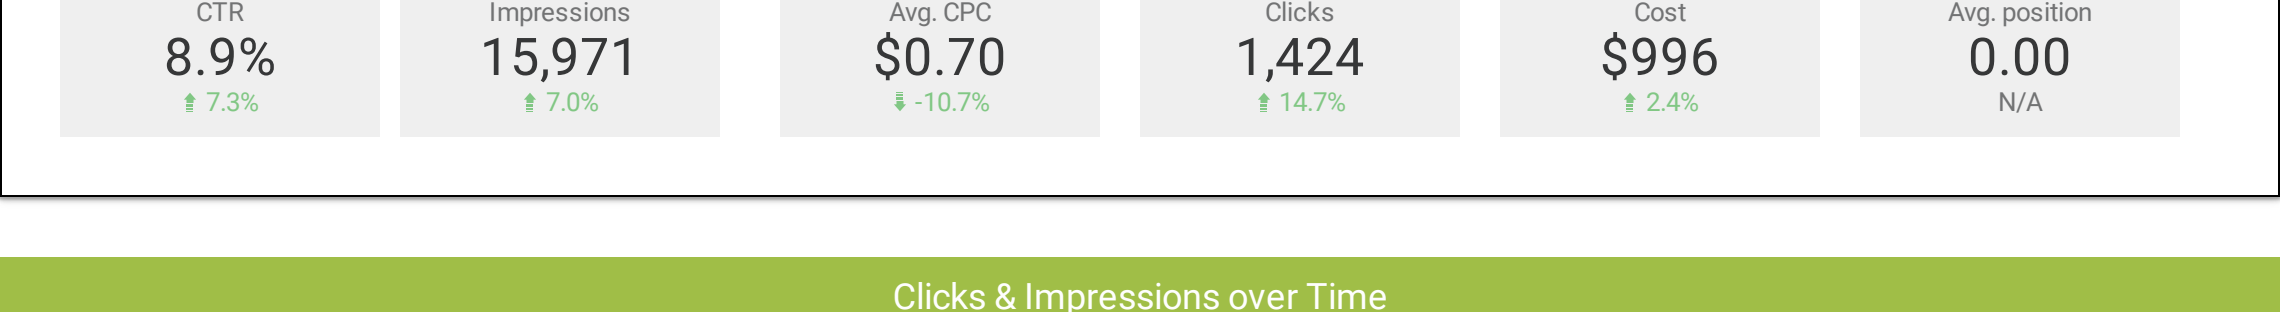 CTR
8.9%
7.3%
Impressions
15,971
7.0%
Avg. CPC
$0.70
-10.7%
Clicks
1,424
14.7%
Cost
$996
2.4%
Avg. position
0.00
N/A
Clicks & Impressions over Time